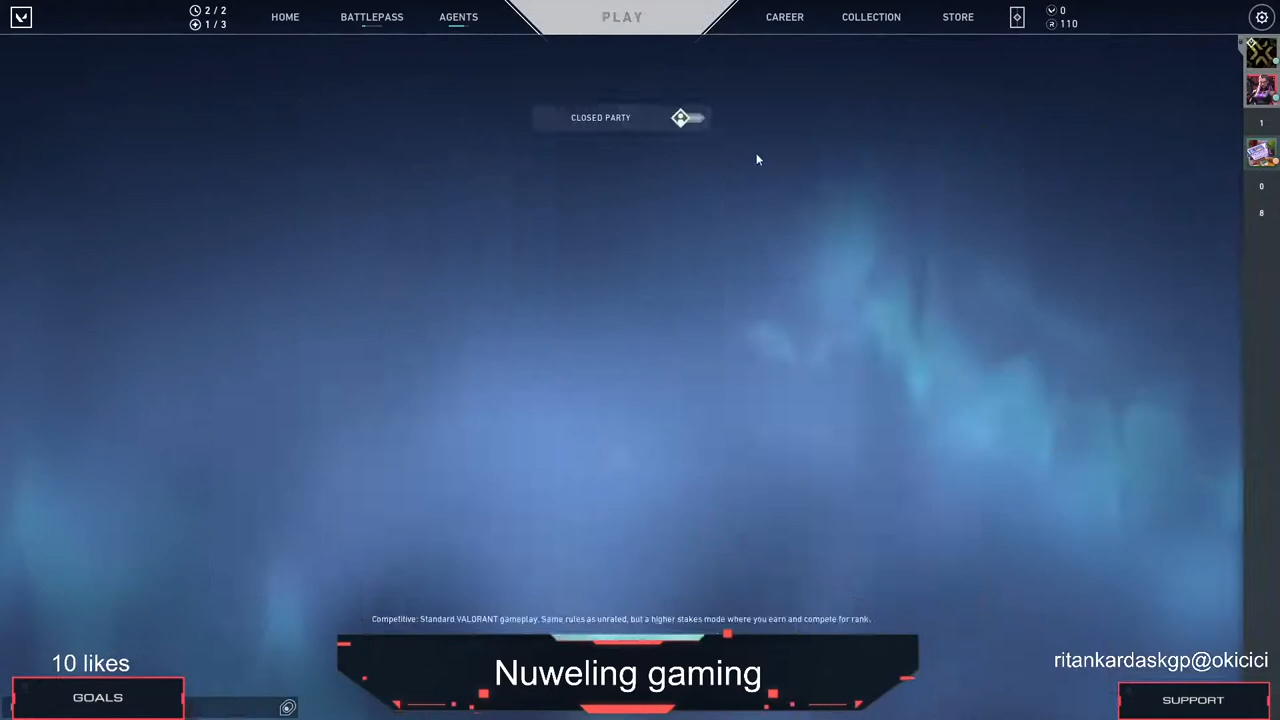 2 / 2
1 / 3
HOME
BATTLEPASS
AGENTS
PLAY
CAREER
COLLECTION
STORE
0
110
CLOSED PARTY
1
0
8
Competitive: Standard VALORANT gameplay. Same rules as unrated, but a higher stakes mode where you earn and compete for rank.
10 likes
GOALS
Nuweling gaming
ritankardaskgp@okicici
SUPPORT